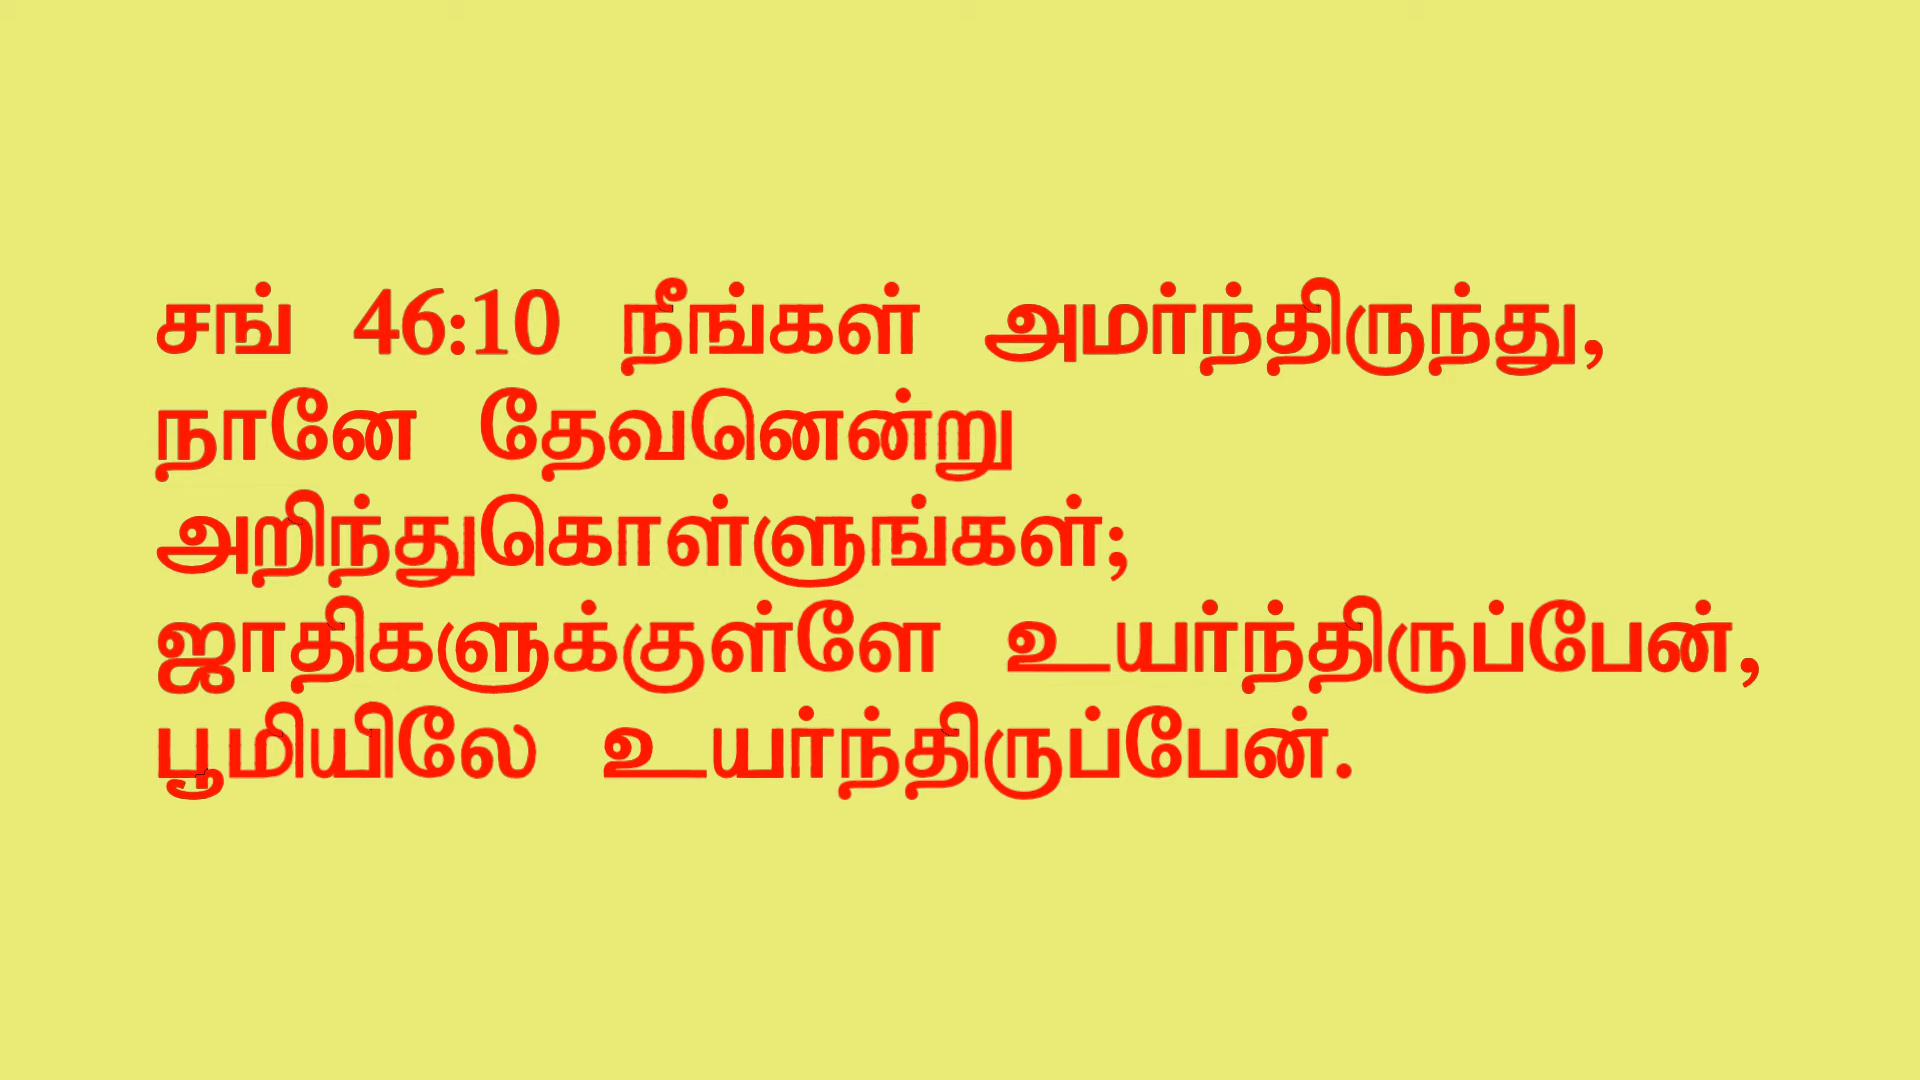 சங் 46:10 நீங்கள் அமர்ந்திருந்து,
நானே தேவனென்று
அறிந்துகொள்ளுங்கள்;
ஜாதிகளுக்குள்ளே உயர்ந்திருப்பேன்,
பூமியிலே உயர்ந்திருப்பேன்.